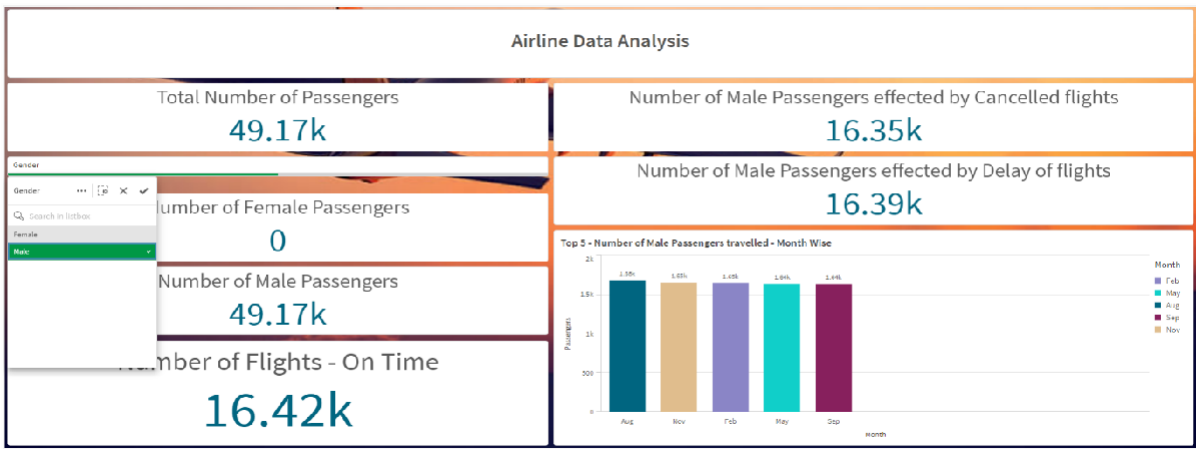 Airline Data Analysis
Total Number of Passengers
49.17k
Number of Male Passengers effected by Cancelled flights
16.35k
Gender
Number of Male Passengers effected by Delay of flights
16.39k
Gender
Search in listbox
Female
Male
Number of Female Passengers
0
Number of Male Passengers
49.17k
Number of Flights - On Time
16.42k
Top 5 - Number of Male Passengers travelled - Month Wise
Passengers
2k
1.5k
1k
500
0
Aug
Nov
Feb
May
Sep
Month
Month
Feb
May
Aug
Sep
Nov